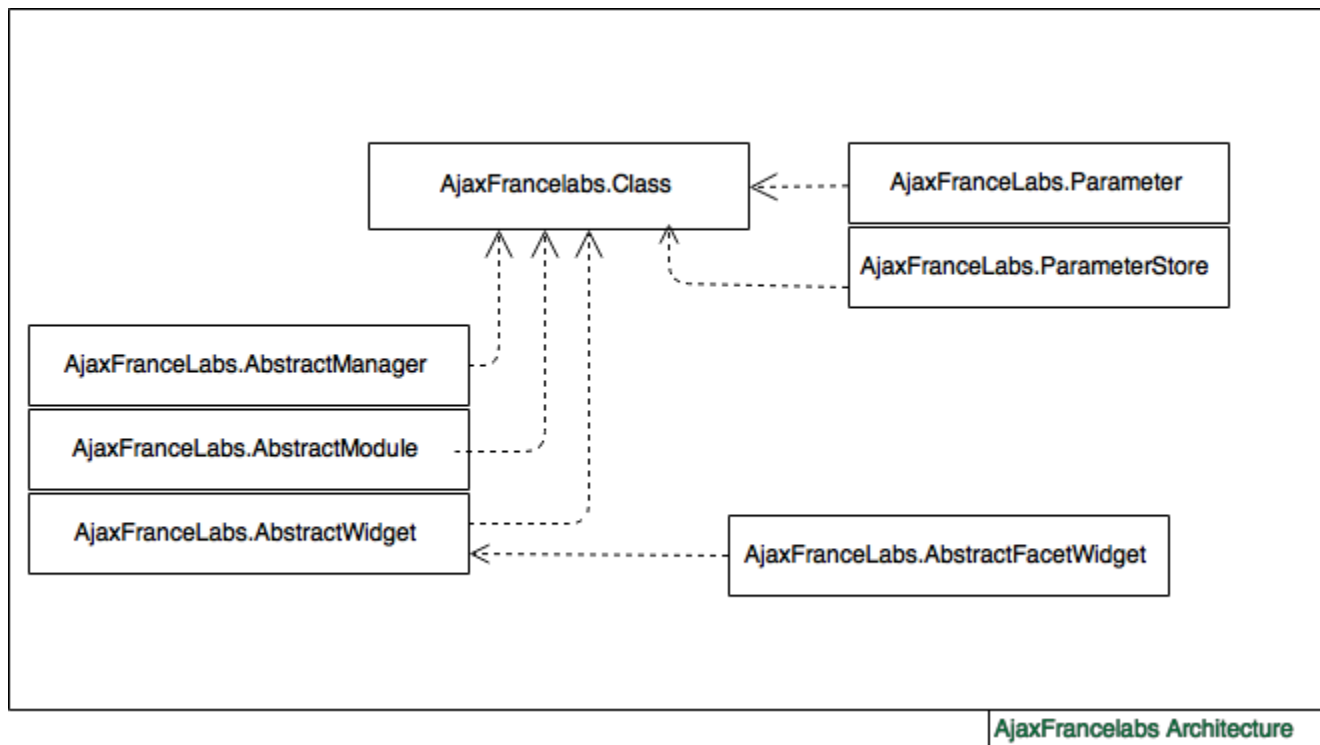 AjaxFrancelabs.Class
AjaxFranceLabs.Parameter
AjaxFranceLabs.ParameterStore
AjaxFranceLabs.AbstractManager
AjaxFranceLabs.AbstractModule
AjaxFranceLabs.AbstractWidget
AjaxFranceLabs.AbstractFacetWidget
AjaxFrancelabs Architecture